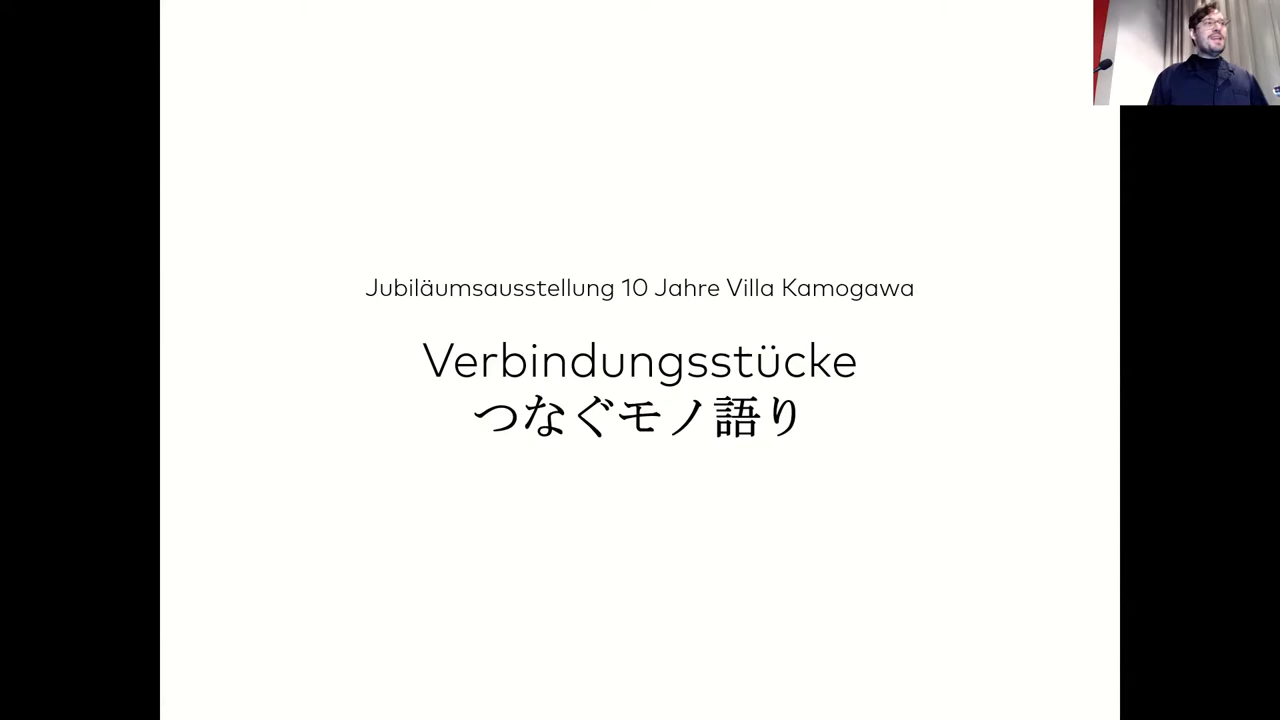 Jubiläumsausstellung 10 Jahre Villa Kamogawa
Verbindungsstücke
つなぐモノ語り